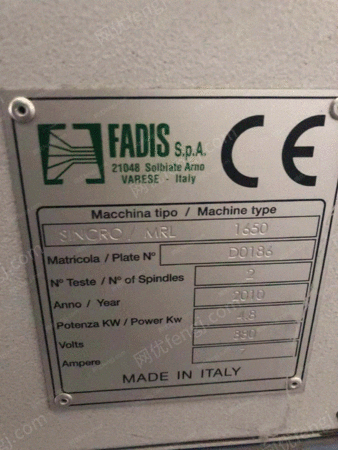 FADIS S.p.A.
21048 Solbiate Arno
VARESE - Italy
CE
Macchina tipo / Machine type
SINCRO / MRL 1650
Matricola / Plate N° D0186
N° Teste / N° of Spindles 2
Anno / Year 2010
Potenza KW / Power Kw 4.8
Volts 380
Ampere
MADE IN ITALY